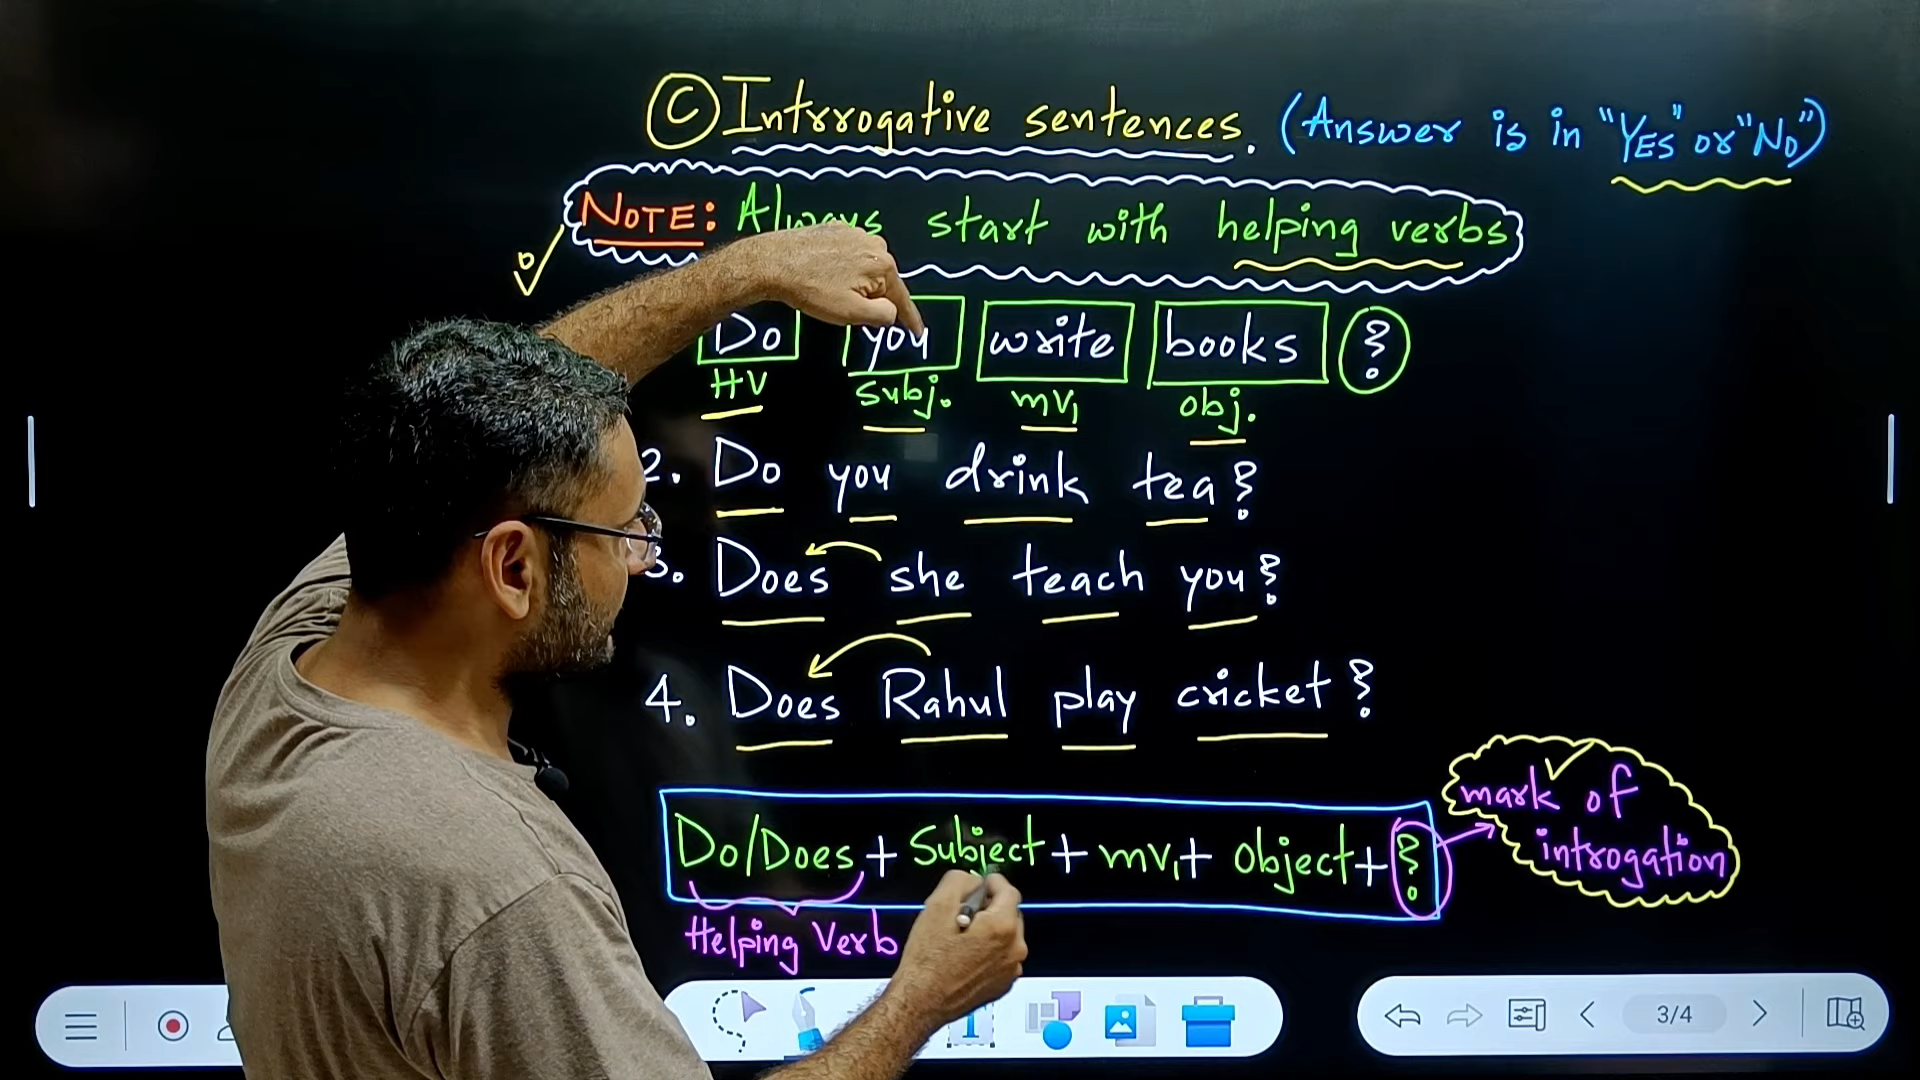 Ⓒ Intrrogative sentences. (Answer is in "YES" or "NO")
NOTE: Always start with helping verbs
Do you write books ?
HV subj. mv₁ obj.
2. Do you drink tea?
3. Does she teach you?
4. Does Rahul play cricket?
Do/Does + Subject + mv₁ + Object + ?
Helping Verb
mark of
introgation
3/4